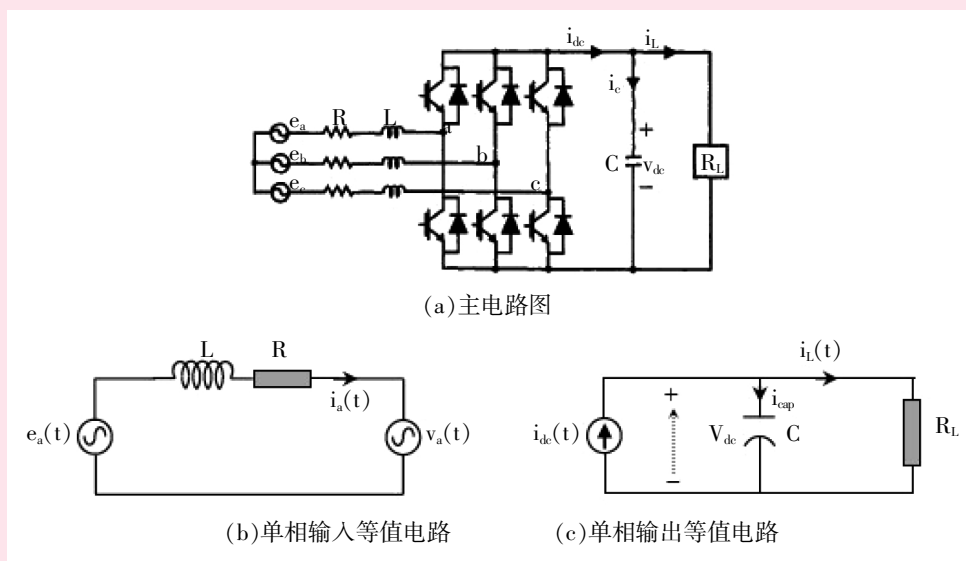 i_dc i_L
i_c
e_a R L a
e_b b
e_c c
+
C v_dc R_L
−
(a)主电路图
L R
i_a(t)
e_a(t) v_a(t)
(b)单相输入等值电路
i_L(t)
+ i_cap
i_dc(t) V_dc C R_L
−
(c)单相输出等值电路